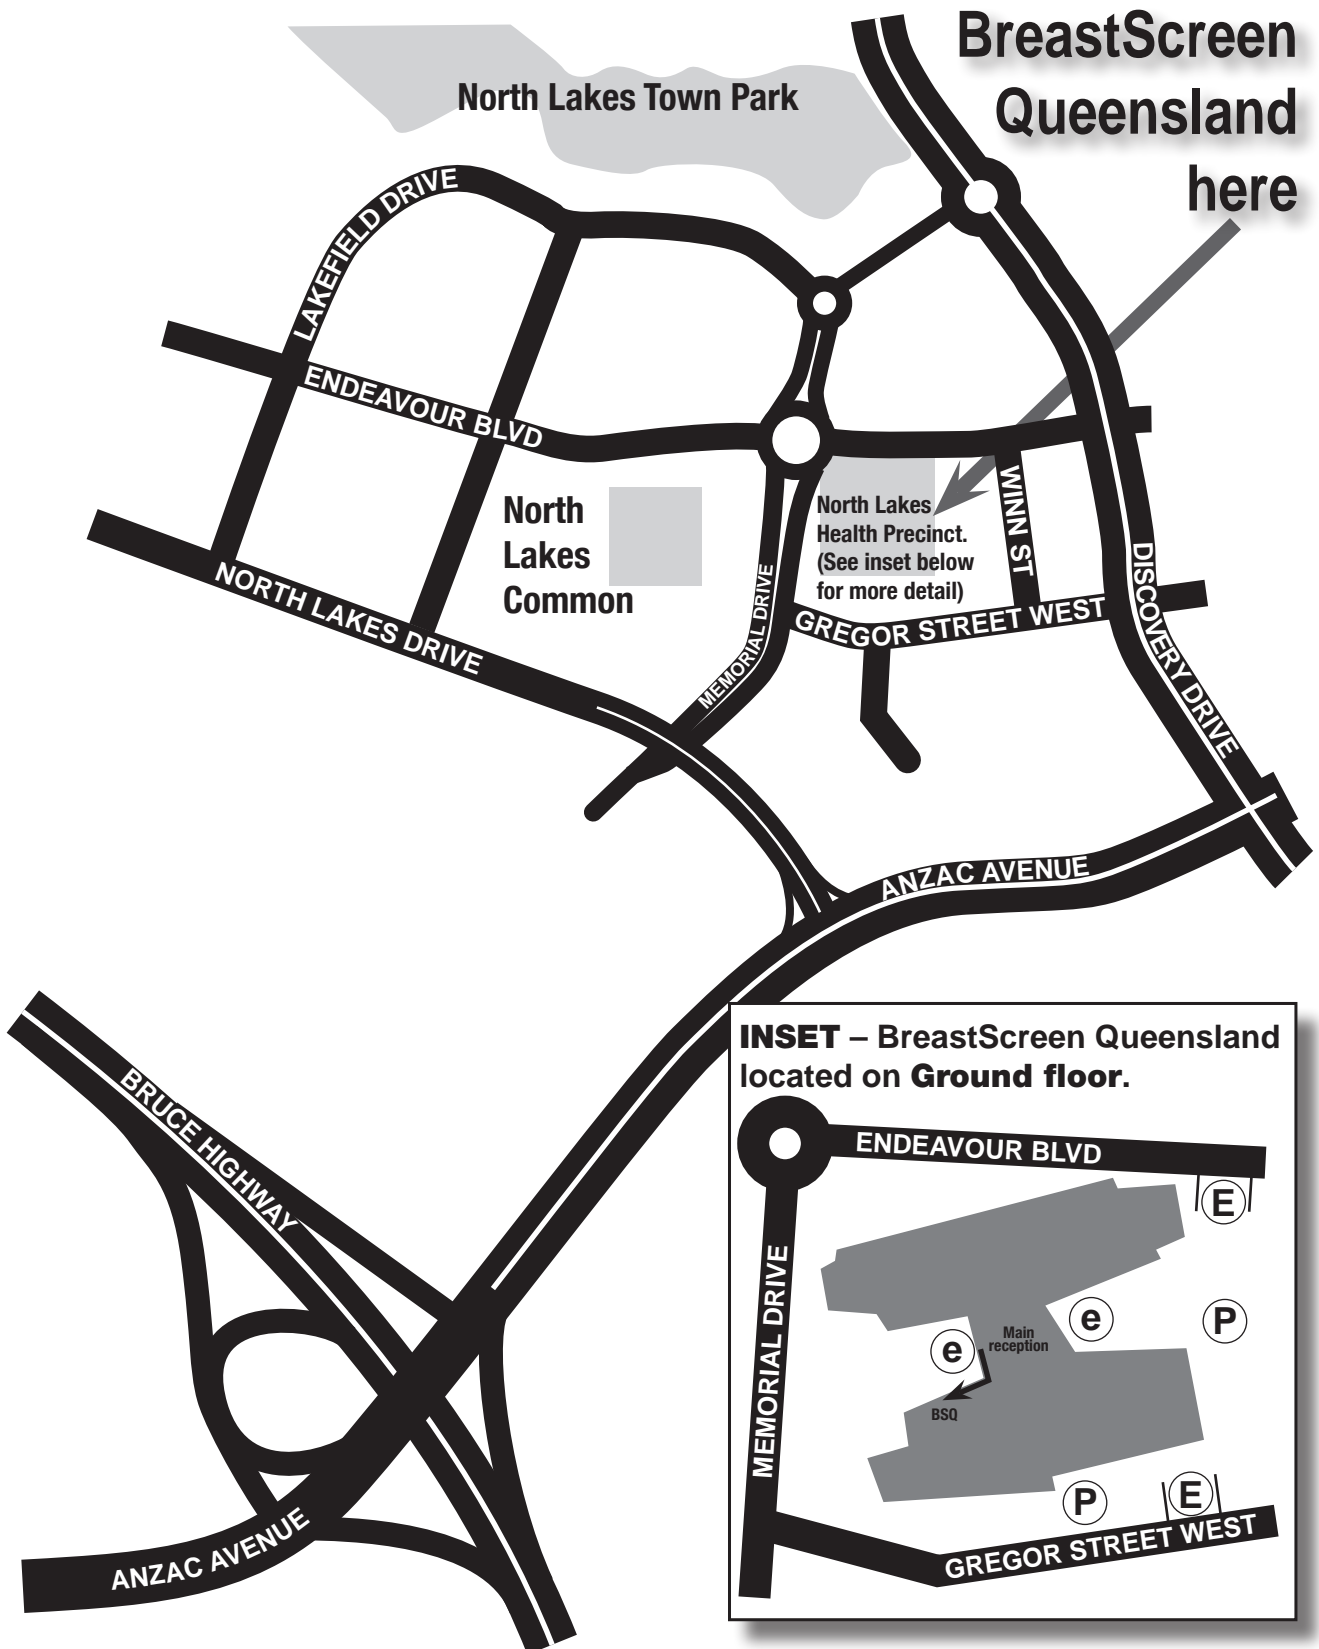 BreastScreen
Queensland
here
North Lakes Town Park
LAKEFIELD DRIVE
ENDEAVOUR BLVD
North
Lakes
Common
North Lakes
Health Precinct.
(See inset below
for more detail)
WINN ST
NORTH LAKES DRIVE
MEMORIAL DRIVE
GREGOR STREET WEST
DISCOVERY DRIVE
ANZAC AVENUE
BRUCE HIGHWAY
ANZAC AVENUE
INSET – BreastScreen Queensland
located on Ground floor.
ENDEAVOUR BLVD
E
MEMORIAL DRIVE
e
P
e
Main
reception
BSQ
P
E
GREGOR STREET WEST